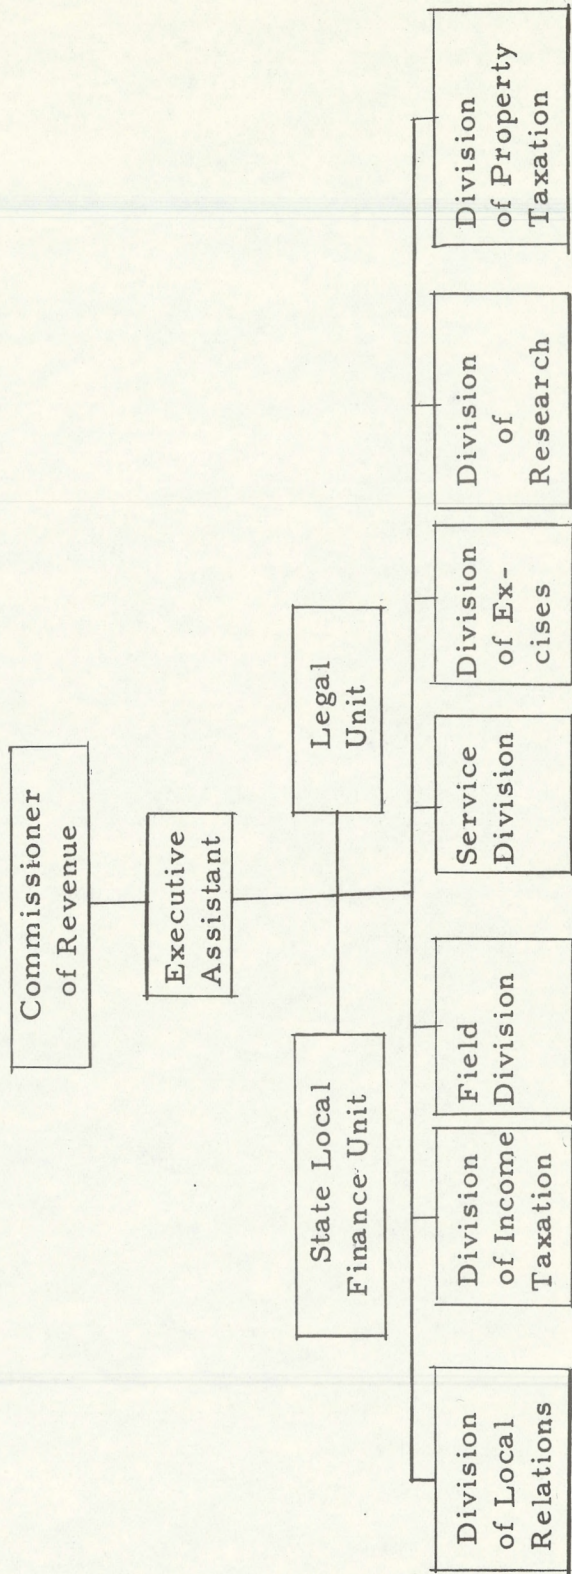 Commissioner
of Revenue
Executive
Assistant
State Local
Finance Unit
Legal
Unit
Division
of Local
Relations
Division
of Income
Taxation
Field
Division
Service
Division
Division
of Ex-
cises
Division
of
Research
Division
of Property
Taxation